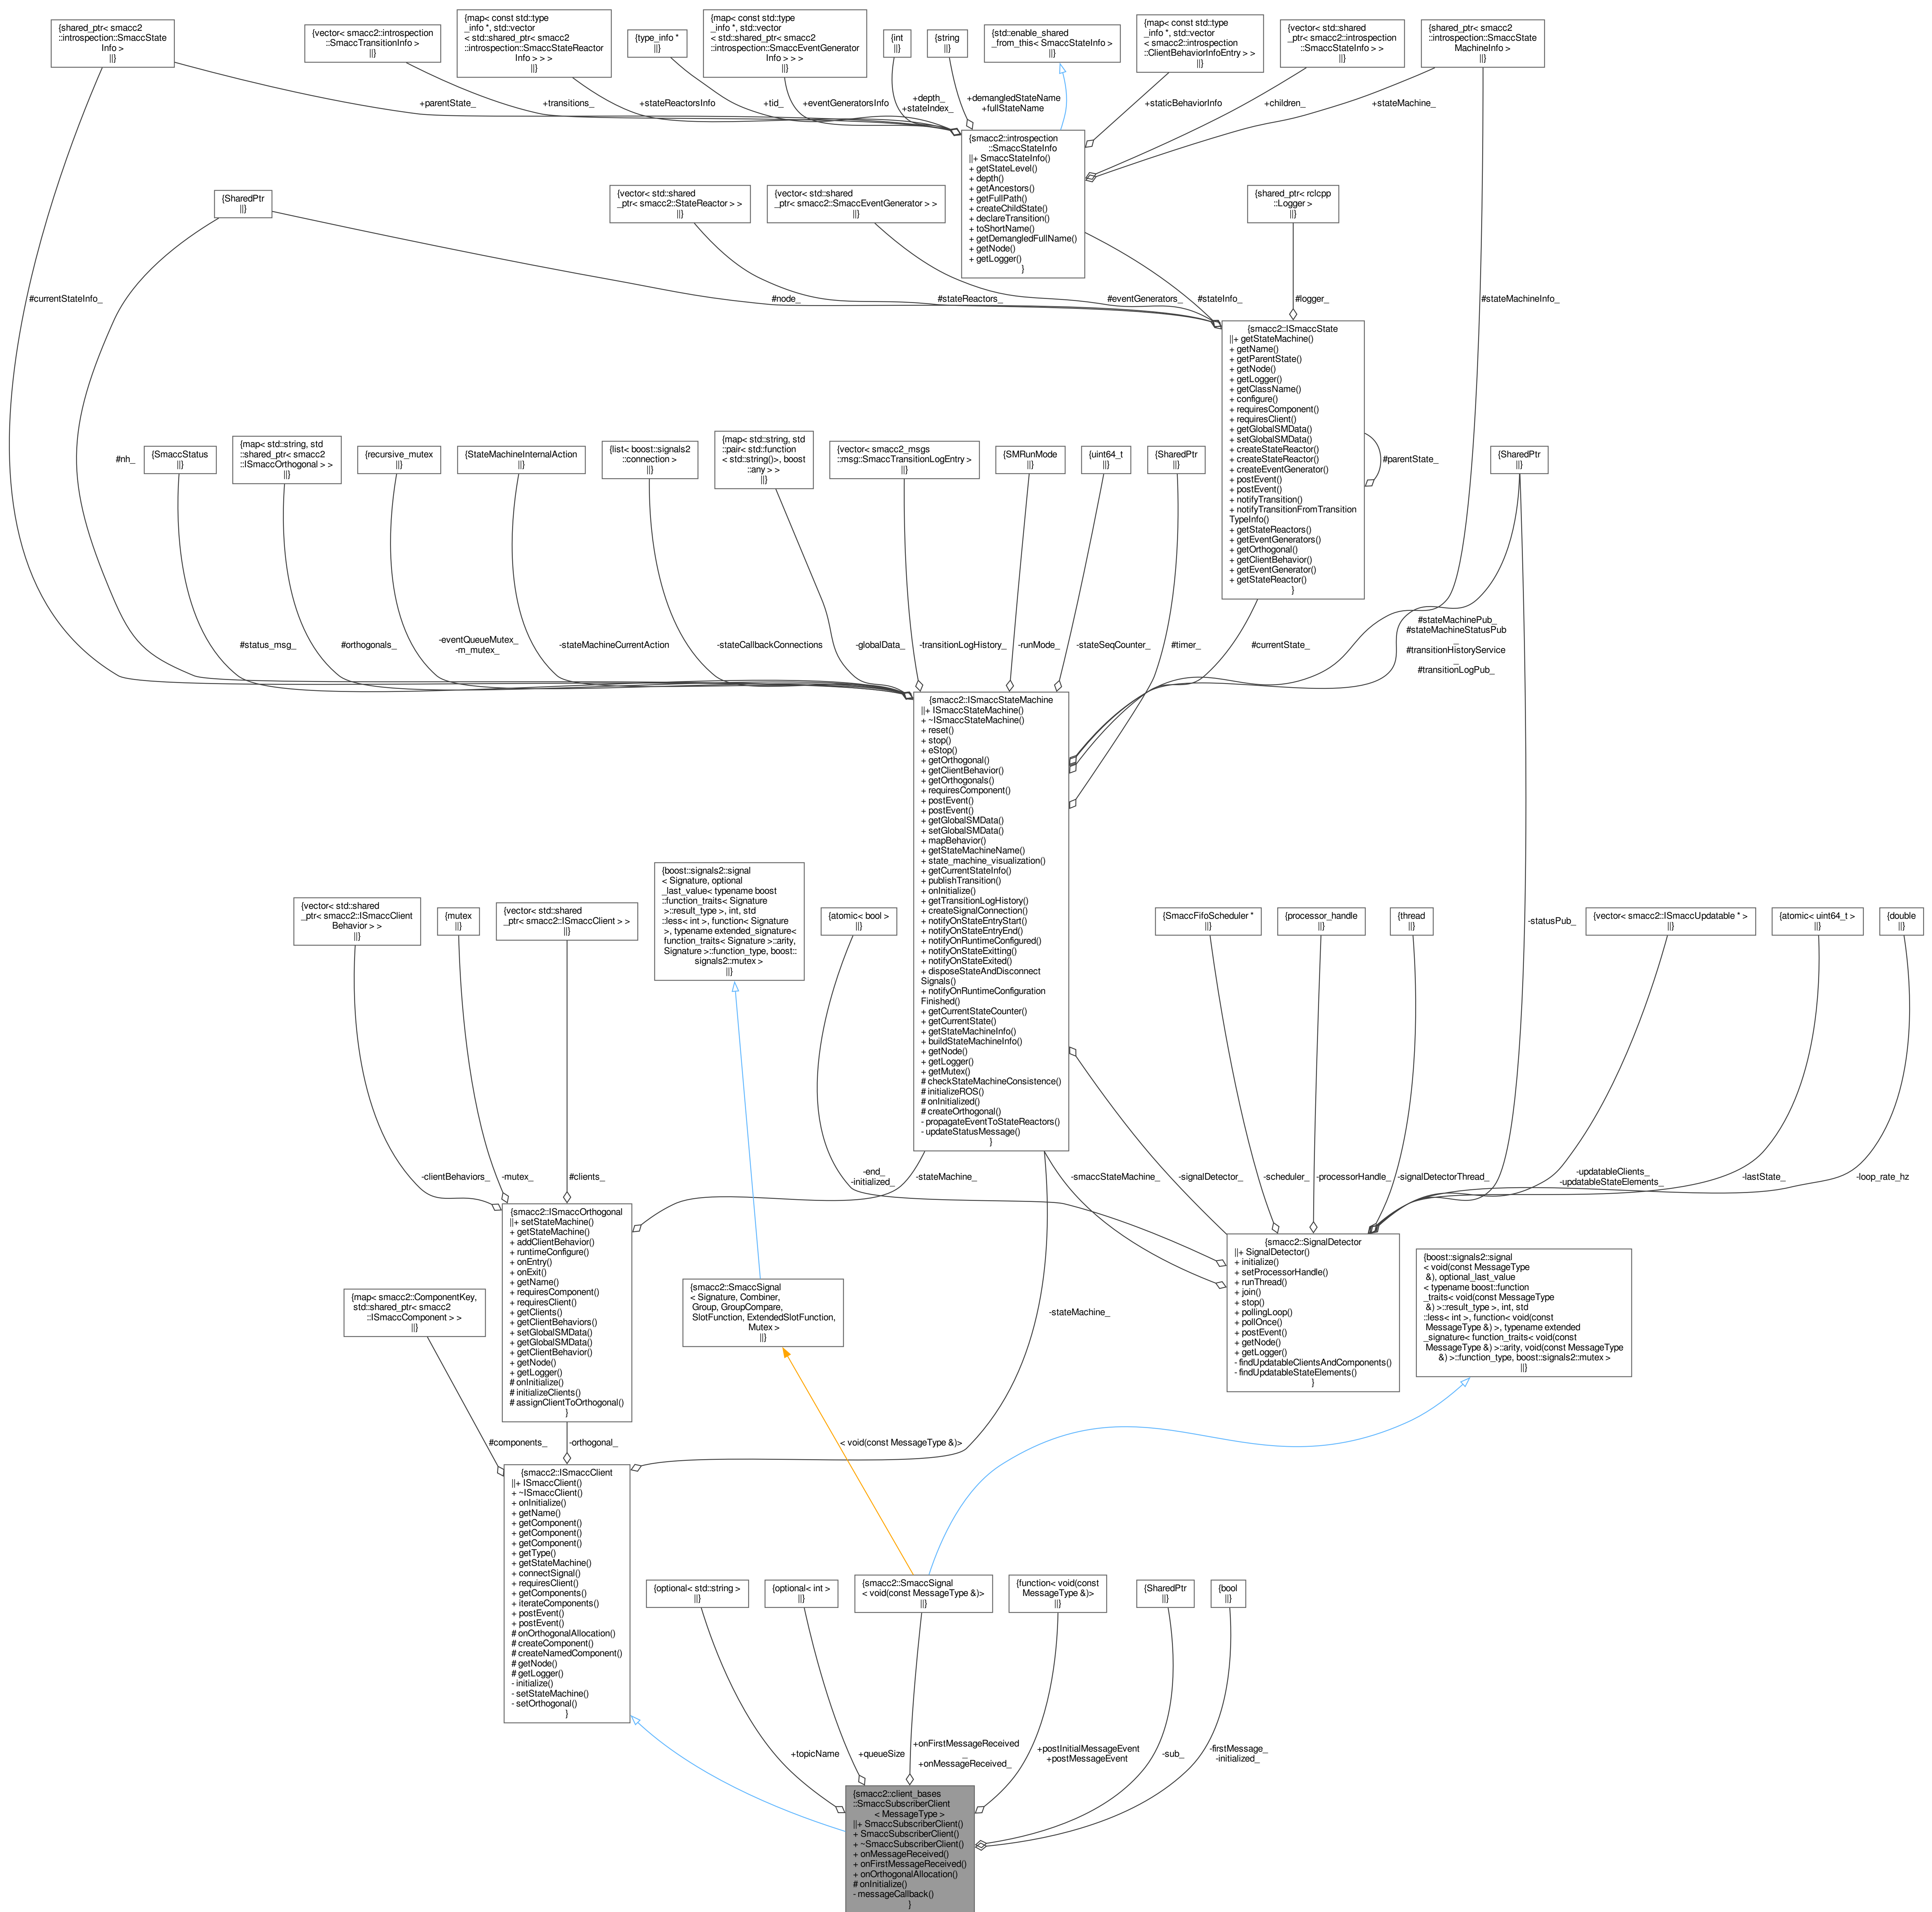 {shared_ptr< smacc2
::introspection::SmaccState
Info >
||}
{vector< smacc2::introspection
::SmaccTransitionInfo >
||}
{map< const std::type
_info *, std::vector
< std::shared_ptr< smacc2
::introspection::SmaccStateReactor
Info > > >
||}
{type_info *
||}
{map< const std::type
_info *, std::vector
< std::shared_ptr< smacc2
::introspection::SmaccEventGenerator
Info > > >
||}
{int
||}
{string
||}
{std::enable_shared
_from_this< SmaccStateInfo >
||}
{map< const std::type
_info *, std::vector
< smacc2::introspection
::ClientBehaviorInfoEntry > >
||}
{vector< std::shared
_ptr< smacc2::introspection
::SmaccStateInfo > >
||}
{shared_ptr< smacc2
::introspection::SmaccState
MachineInfo >
||}
+parentState_
+transitions_
+stateReactorsInfo
+tid_
+eventGeneratorsInfo
+depth_
+stateIndex_
+demangledStateName
+fullStateName
+staticBehaviorInfo
+children_
+stateMachine_
{smacc2::introspection
::SmaccStateInfo
||+ SmaccStateInfo()
+ getStateLevel()
+ depth()
+ getAncestors()
+ getFullPath()
+ createChildState()
+ declareTransition()
+ toShortName()
+ getDemangledFullName()
+ getNode()
+ getLogger()
}
{SharedPtr
||}
{vector< std::shared
_ptr< smacc2::StateReactor > >
||}
{vector< std::shared
_ptr< smacc2::SmaccEventGenerator > >
||}
{shared_ptr< rclcpp
::Logger >
||}
#currentStateInfo_
#node_
#stateReactors_
#eventGenerators_
#stateInfo_
#logger_
#stateMachineInfo_
{smacc2::ISmaccState
||+ getStateMachine()
+ getName()
+ getParentState()
+ getNode()
+ getLogger()
+ getClassName()
+ configure()
+ requiresComponent()
+ requiresClient()
+ getGlobalSMData()
+ setGlobalSMData()
+ createStateReactor()
+ createStateReactor()
+ createEventGenerator()
+ postEvent()
+ postEvent()
+ notifyTransition()
+ notifyTransitionFromTransition
TypeInfo()
+ getStateReactors()
+ getEventGenerators()
+ getOrthogonal()
+ getClientBehavior()
+ getEventGenerator()
+ getStateReactor()
}
#parentState_
#nh_
{SmaccStatus
||}
{map< std::string, std
::shared_ptr< smacc2
::ISmaccOrthogonal > >
||}
{recursive_mutex
||}
{StateMachineInternalAction
||}
{list< boost::signals2
::connection >
||}
{map< std::string, std
::pair< std::function
< std::string()>, boost
::any > >
||}
{vector< smacc2_msgs
::msg::SmaccTransitionLogEntry >
||}
{SMRunMode
||}
{uint64_t
||}
{SharedPtr
||}
{SharedPtr
||}
#status_msg_
#orthogonals_
-eventQueueMutex_
-m_mutex_
-stateMachineCurrentAction
-stateCallbackConnections
-globalData_
-transitionLogHistory_
-runMode_
-stateSeqCounter_
#timer_
#currentState_
#stateMachinePub_
#stateMachineStatusPub
_
#transitionHistoryService
_
#transitionLogPub_
{smacc2::ISmaccStateMachine
||+ ISmaccStateMachine()
+ ~ISmaccStateMachine()
+ reset()
+ stop()
+ eStop()
+ getOrthogonal()
+ getClientBehavior()
+ getOrthogonals()
+ requiresComponent()
+ postEvent()
+ postEvent()
+ getGlobalSMData()
+ setGlobalSMData()
+ mapBehavior()
+ getStateMachineName()
+ state_machine_visualization()
+ getCurrentStateInfo()
+ publishTransition()
+ onInitialize()
+ getTransitionLogHistory()
+ createSignalConnection()
+ notifyOnStateEntryStart()
+ notifyOnStateEntryEnd()
+ notifyOnRuntimeConfigured()
+ notifyOnStateExitting()
+ notifyOnStateExited()
+ disposeStateAndDisconnect
Signals()
+ notifyOnRuntimeConfiguration
Finished()
+ getCurrentStateCounter()
+ getCurrentState()
+ getStateMachineInfo()
+ buildStateMachineInfo()
+ getNode()
+ getLogger()
+ getMutex()
# checkStateMachineConsistence()
# initializeROS()
# onInitialized()
# createOrthogonal()
- propagateEventToStateReactors()
- updateStatusMessage()
}
{vector< std::shared
_ptr< smacc2::ISmaccClient
Behavior > >
||}
{mutex
||}
{vector< std::shared
_ptr< smacc2::ISmaccClient > >
||}
{boost::signals2::signal
< Signature, optional
_last_value< typename boost
::function_traits< Signature
>::result_type >, int, std
::less< int >, function< Signature
>, typename extended_signature<
function_traits< Signature >::arity,
Signature >::function_type, boost::
signals2::mutex >
||}
{atomic< bool >
||}
{SmaccFifoScheduler *
||}
{processor_handle
||}
{thread
||}
-statusPub_
{vector< smacc2::ISmaccUpdatable * >
||}
{atomic< uint64_t >
||}
{double
||}
-clientBehaviors_
-mutex_
#clients_
-end_
-initialized_
-stateMachine_
-smaccStateMachine_
-signalDetector_
-scheduler_
-processorHandle_
-signalDetectorThread_
-updatableClients_
-updatableStateElements_
-lastState_
-loop_rate_hz
{smacc2::ISmaccOrthogonal
||+ setStateMachine()
+ getStateMachine()
+ addClientBehavior()
+ runtimeConfigure()
+ onEntry()
+ onExit()
+ getName()
+ requiresComponent()
+ requiresClient()
+ getClients()
+ getClientBehaviors()
+ setGlobalSMData()
+ getGlobalSMData()
+ getClientBehavior()
+ getNode()
+ getLogger()
# onInitialize()
# initializeClients()
# assignClientToOrthogonal()
}
{smacc2::SignalDetector
||+ SignalDetector()
+ initialize()
+ setProcessorHandle()
+ runThread()
+ join()
+ stop()
+ pollingLoop()
+ pollOnce()
+ postEvent()
+ getNode()
+ getLogger()
- findUpdatableClientsAndComponents()
- findUpdatableStateElements()
}
{boost::signals2::signal
< void(const MessageType
&), optional_last_value
< typename boost::function
_traits< void(const MessageType
&) >::result_type >, int, std
::less< int >, function< void(const
MessageType &) >, typename extended
_signature< function_traits< void(const
MessageType &) >::arity, void(const MessageType
&) >::function_type, boost::signals2::mutex >
||}
{map< smacc2::ComponentKey,
std::shared_ptr< smacc2
::ISmaccComponent > >
||}
{smacc2::SmaccSignal
< Signature, Combiner,
Group, GroupCompare,
SlotFunction, ExtendedSlotFunction,
Mutex >
||}
-stateMachine_
#components_
-orthogonal_
< void(const MessageType &)>
{smacc2::ISmaccClient
||+ ISmaccClient()
+ ~ISmaccClient()
+ onInitialize()
+ getName()
+ getComponent()
+ getComponent()
+ getComponent()
+ getType()
+ getStateMachine()
+ connectSignal()
+ requiresClient()
+ getComponents()
+ iterateComponents()
+ postEvent()
+ postEvent()
# onOrthogonalAllocation()
# createComponent()
# createNamedComponent()
# getNode()
# getLogger()
- initialize()
- setStateMachine()
- setOrthogonal()
}
{optional< std::string >
||}
{optional< int >
||}
{smacc2::SmaccSignal
< void(const MessageType &)>
||}
{function< void(const
MessageType &)>
||}
{SharedPtr
||}
{bool
||}
+topicName
+queueSize
+onFirstMessageReceived
_
+onMessageReceived_
+postInitialMessageEvent
+postMessageEvent
-sub_
-firstMessage_
-initialized_
{smacc2::client_bases
::SmaccSubscriberClient
< MessageType >
||+ SmaccSubscriberClient()
+ SmaccSubscriberClient()
+ ~SmaccSubscriberClient()
+ onMessageReceived()
+ onFirstMessageReceived()
+ onOrthogonalAllocation()
# onInitialize()
- messageCallback()
}